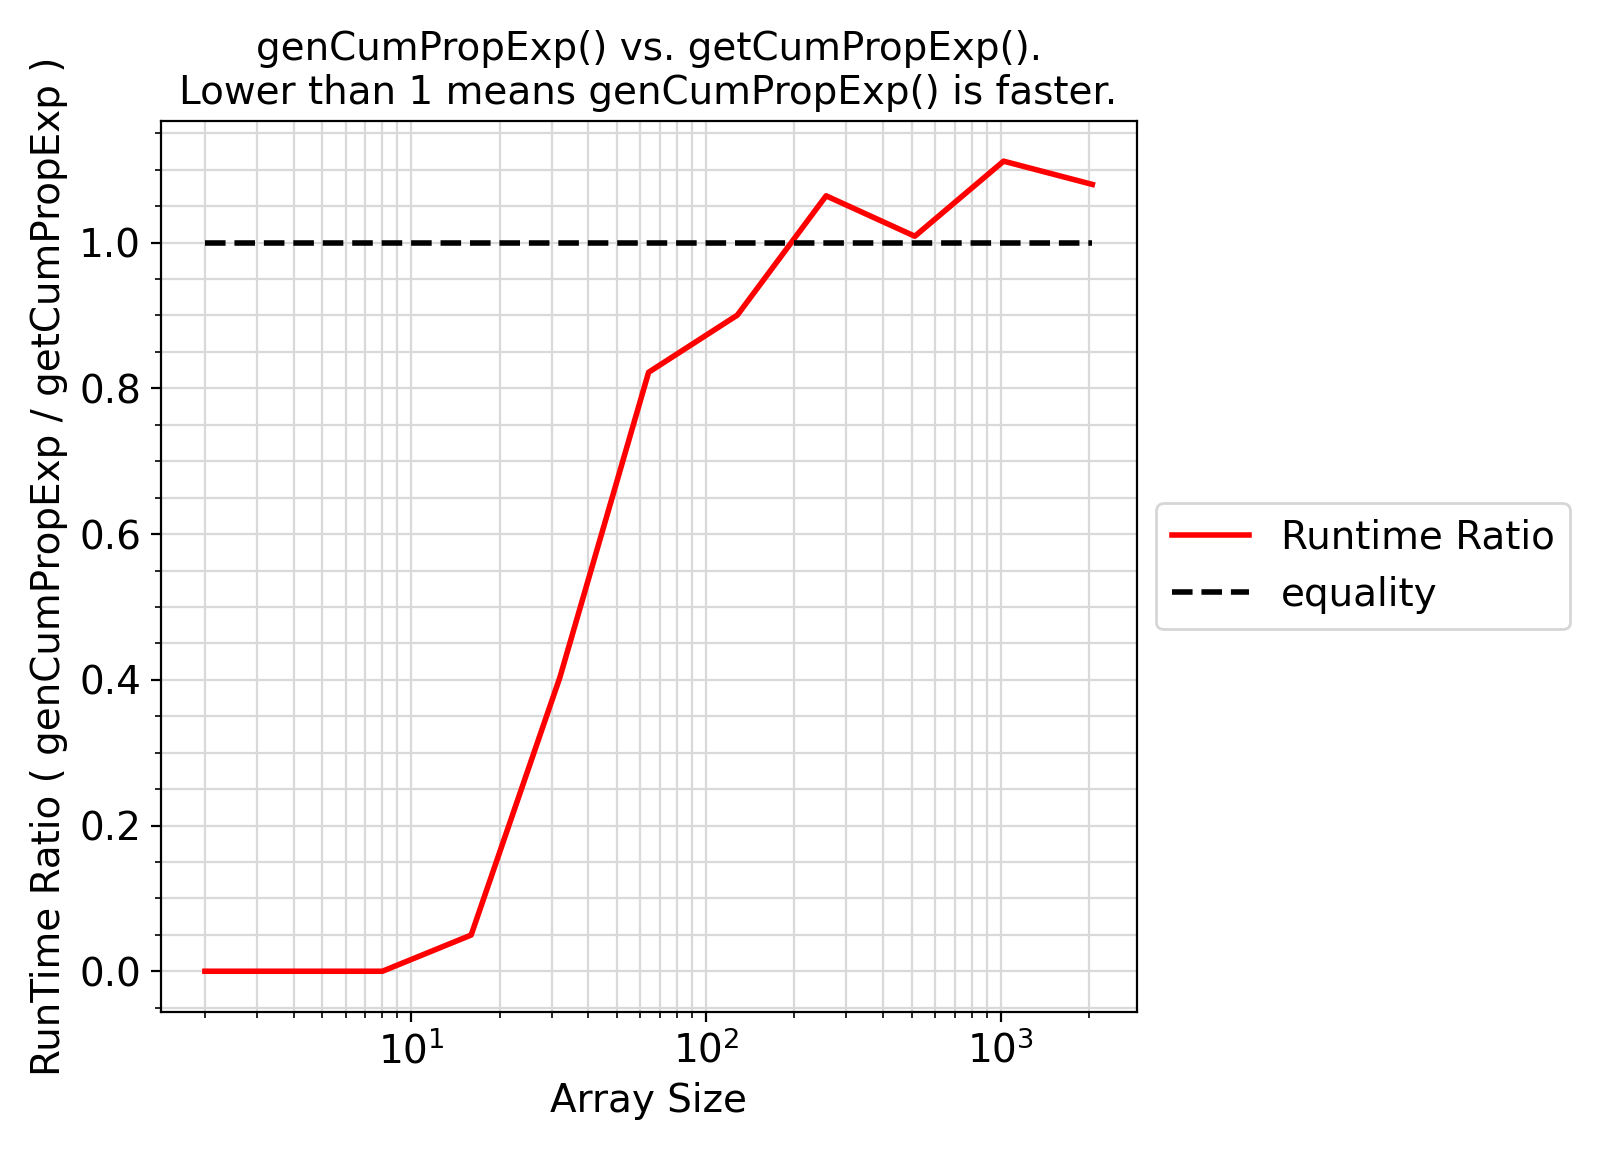 genCumPropExp() vs. getCumPropExp().
Lower than 1 means genCumPropExp() is faster.
RunTime Ratio ( genCumPropExp / getCumPropExp )
1.0
0.8
0.6
0.4
0.2
0.0
10¹ 10² 10³
Array Size
Runtime Ratio
equality